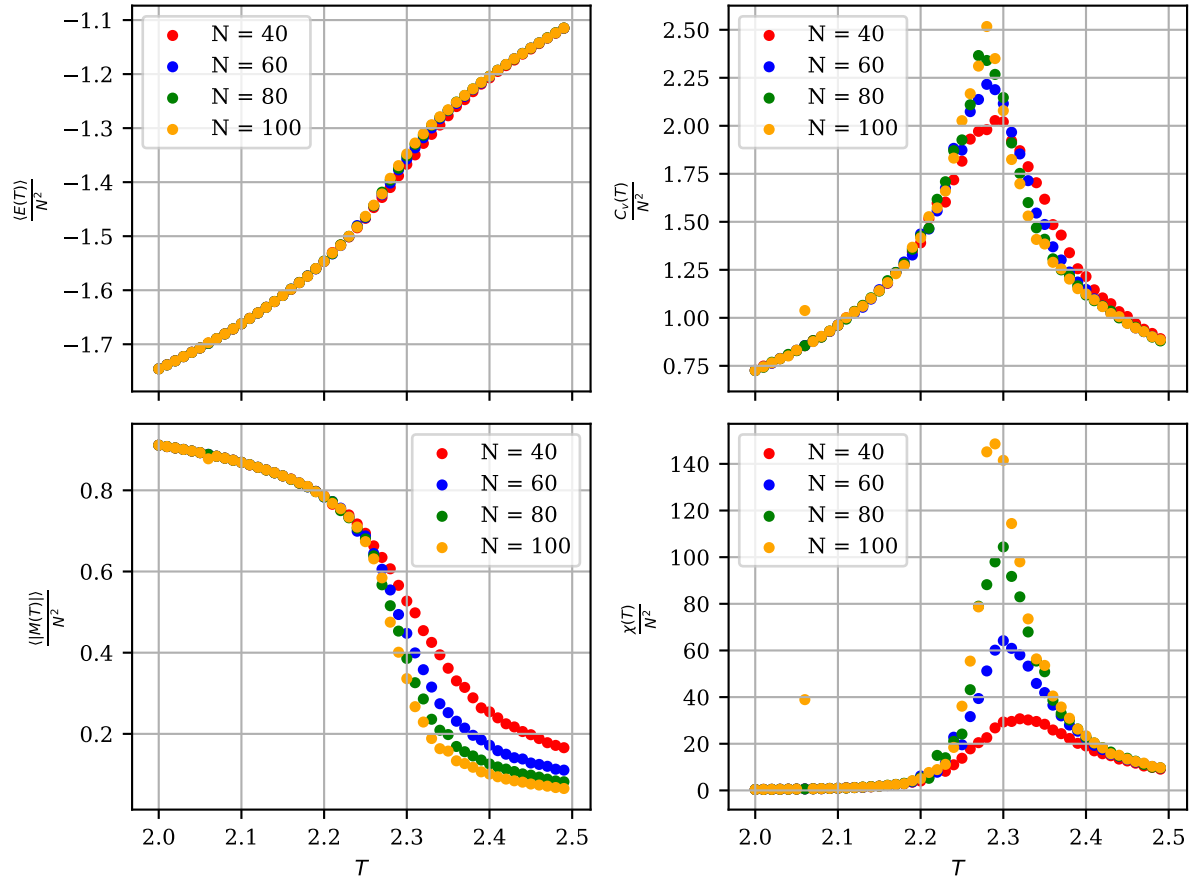 −1.1
−1.2
−1.3
−1.4
−1.5
−1.6
−1.7
⟨E(T)⟩
N²
N = 40
N = 60
N = 80
N = 100
2.50
2.25
2.00
1.75
1.50
1.25
1.00
0.75
Cᵥ(T)
N²
N = 40
N = 60
N = 80
N = 100
0.8
0.6
0.4
0.2
⟨|M(T)|⟩
N²
N = 40
N = 60
N = 80
N = 100
2.0 2.1 2.2 2.3 2.4 2.5
T
140
120
100
80
60
40
20
0
χ(T)
N²
N = 40
N = 60
N = 80
N = 100
2.0 2.1 2.2 2.3 2.4 2.5
T